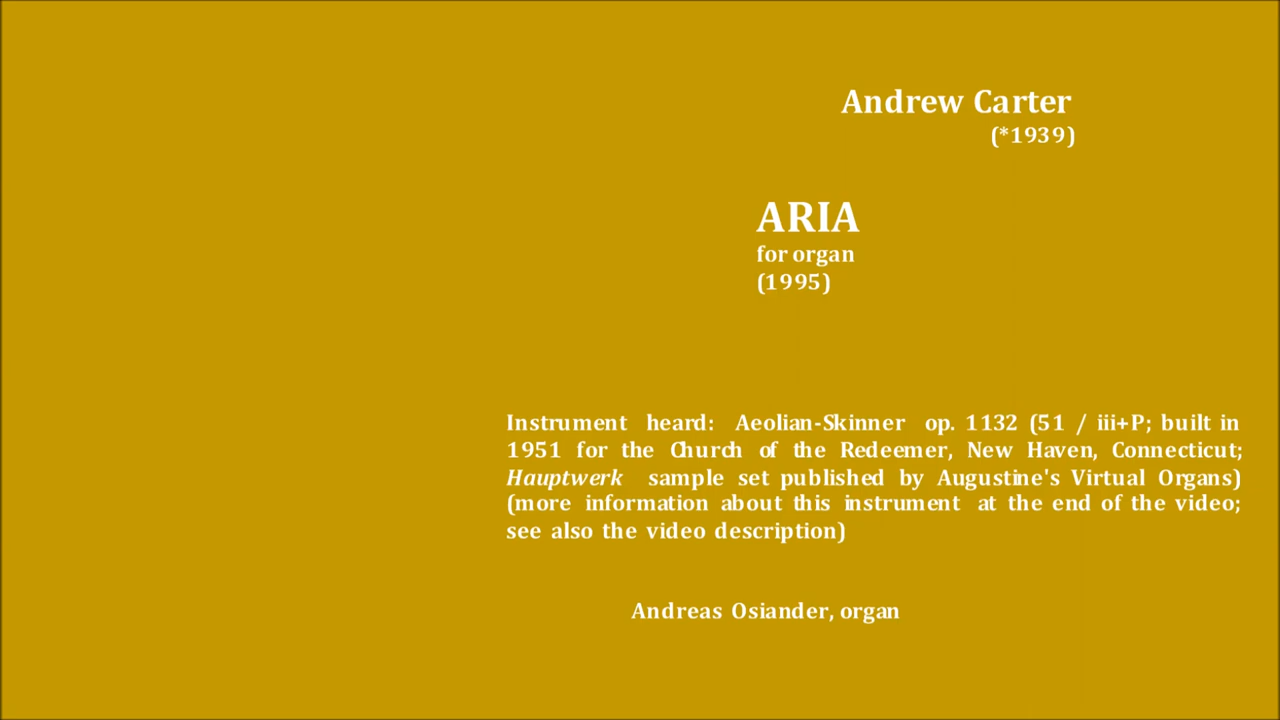 Andrew Carter
(*1939)
ARIA
for organ
(1995)
Instrument heard: Aeolian-Skinner op. 1132 (51 / iii+P; built in
1951 for the Church of the Redeemer, New Haven, Connecticut;
Hauptwerk sample set published by Augustine's Virtual Organs)
(more information about this instrument at the end of the video;
see also the video description)
Andreas Osiander, organ